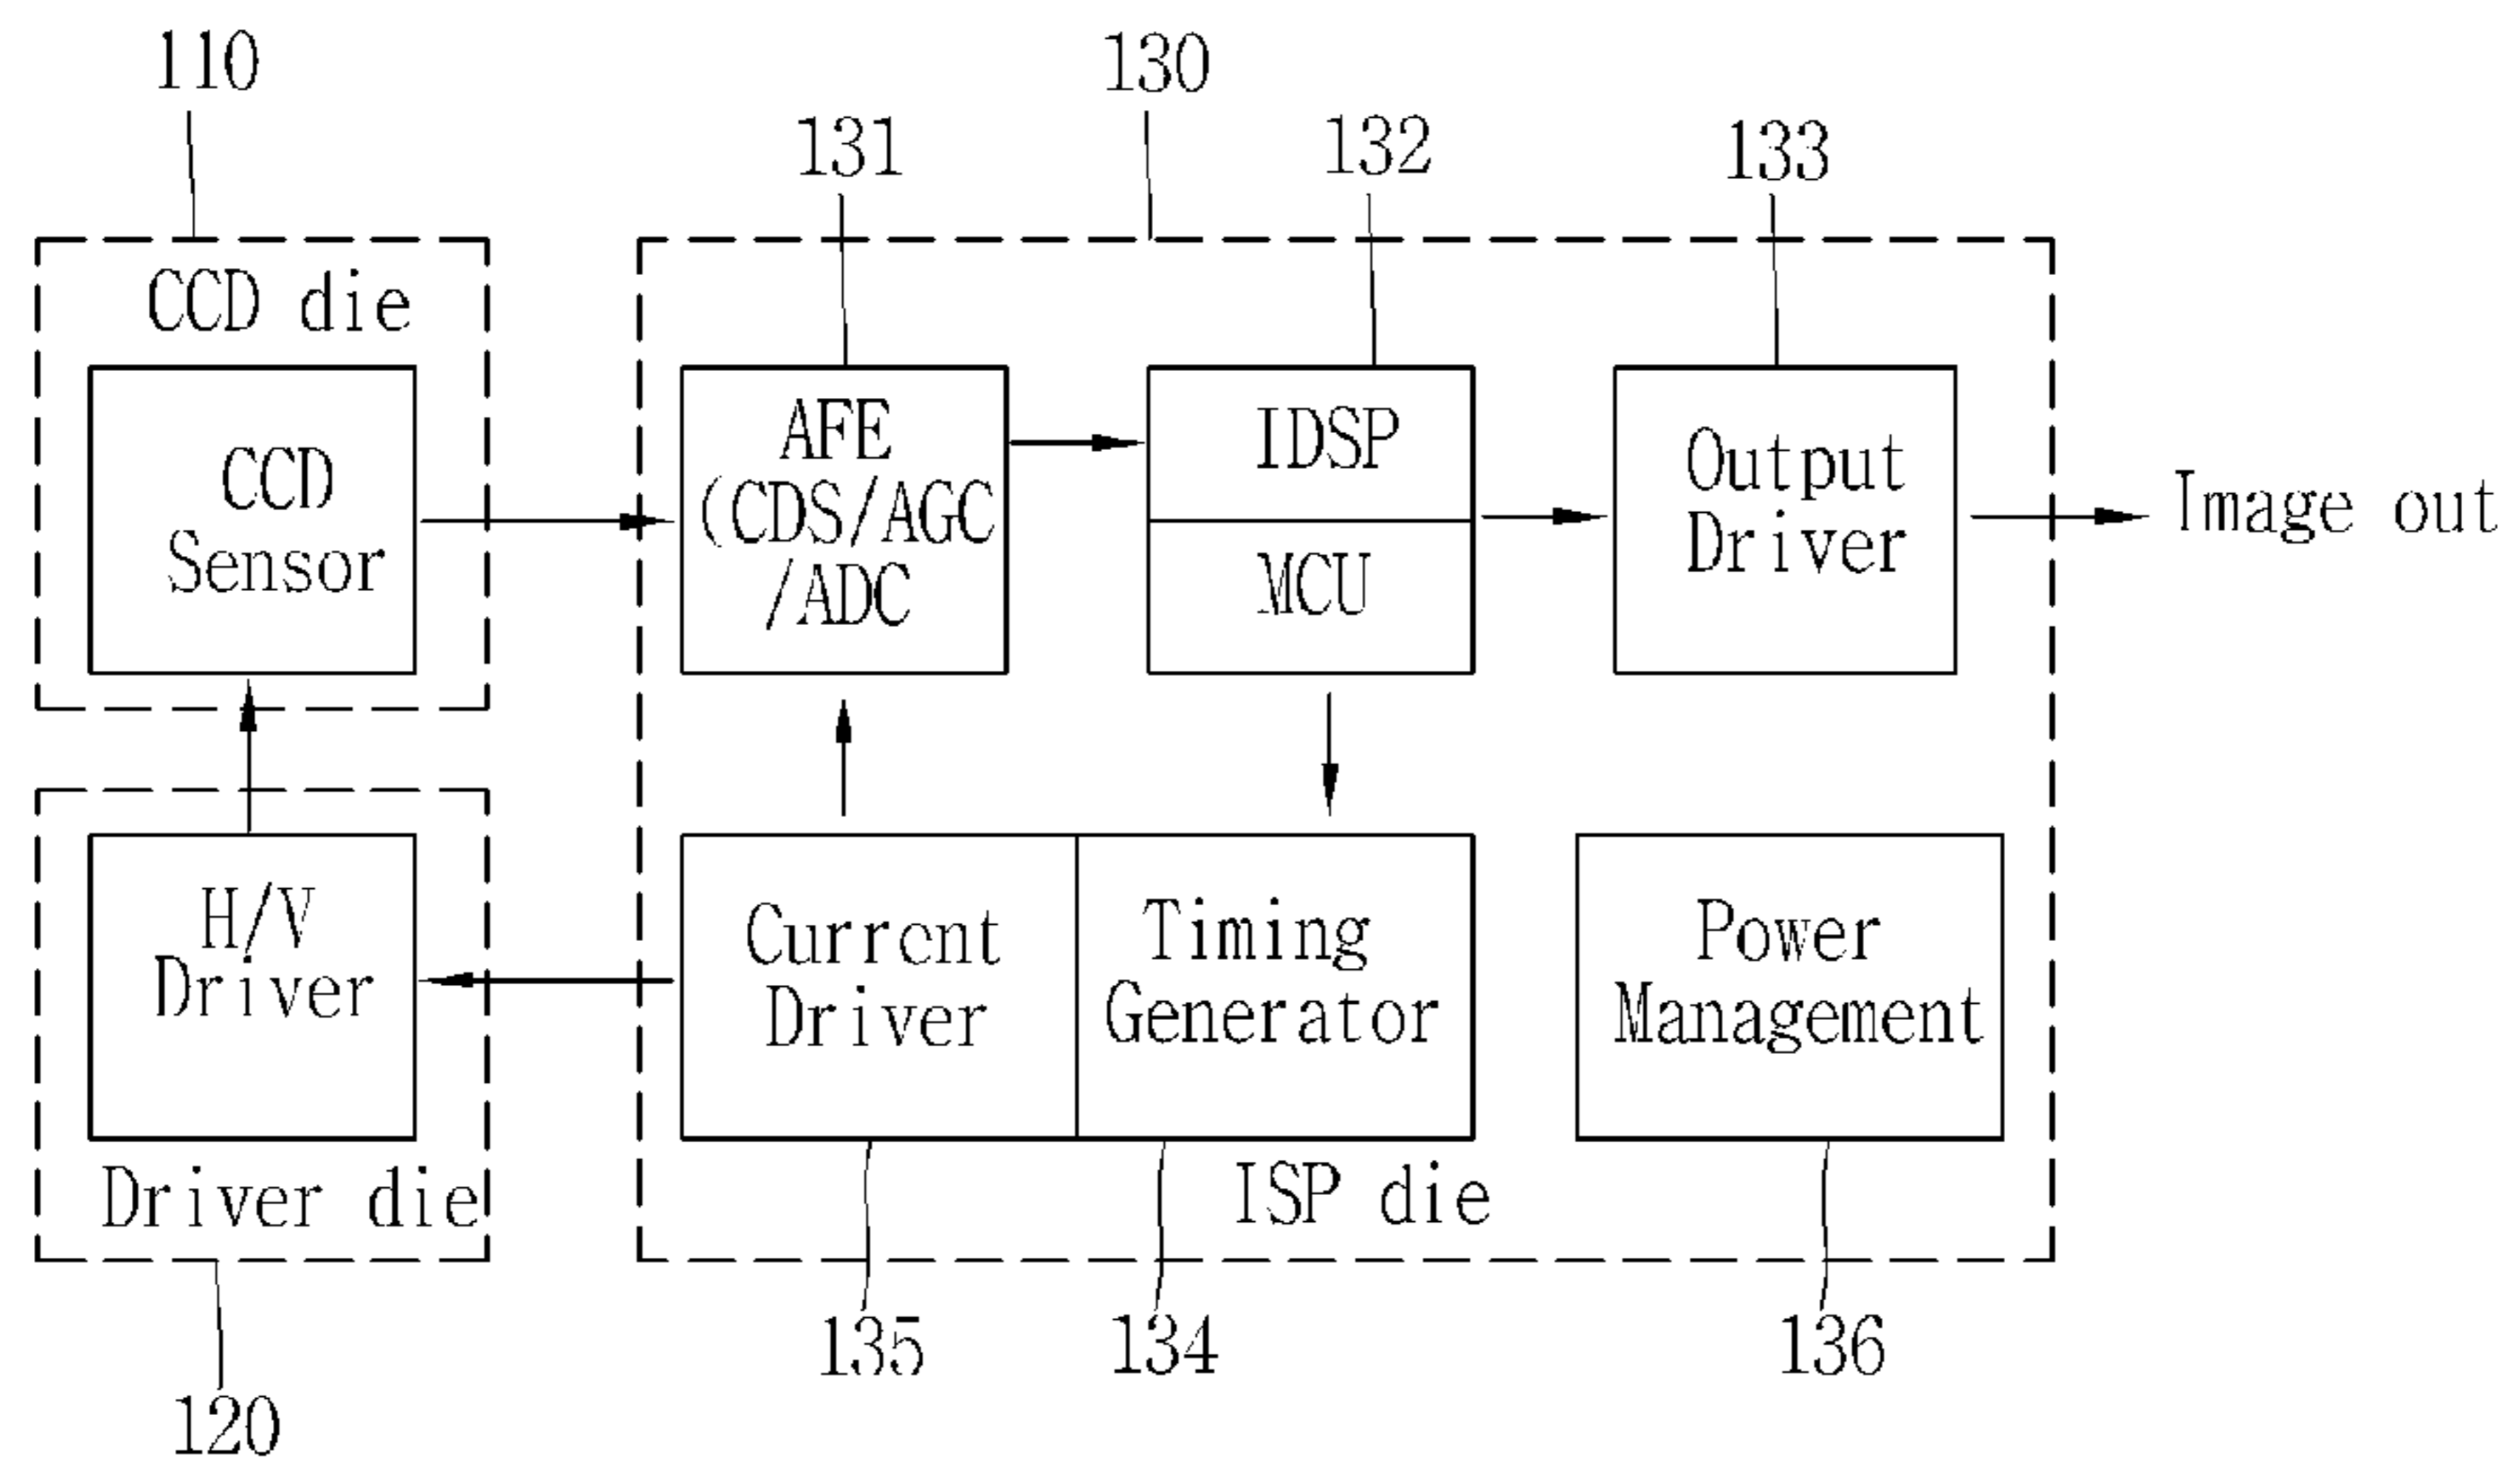 110
130
131
132
133
CCD die
CCD
Sensor
AFE
(CDS/AGC
/ADC
IDSP
MCU
Output
Driver
Image out
H/V
Driver
Current
Driver
Timing
Generator
Power
Management
Driver die
ISP die
135
134
136
120